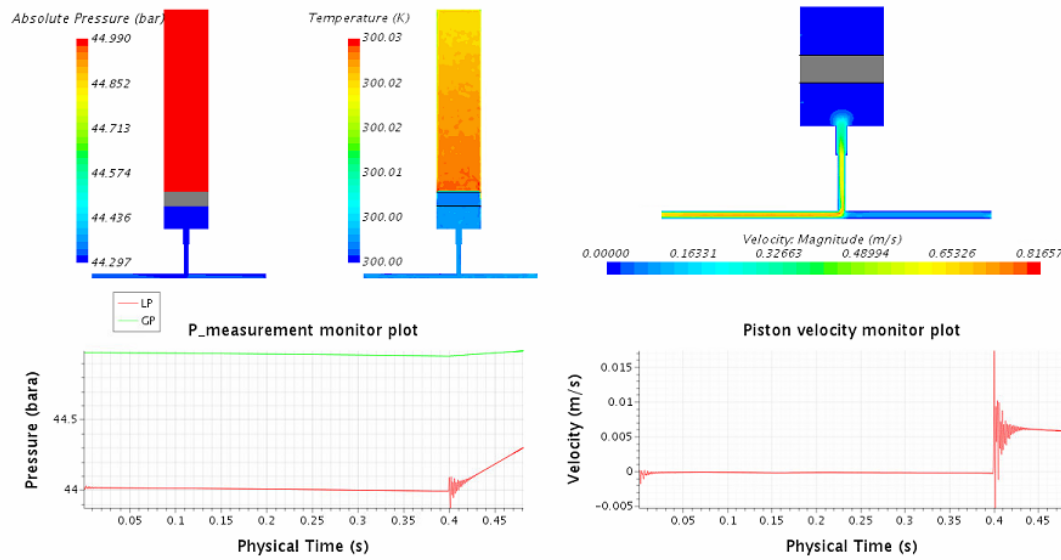 Absolute Pressure (bar)
44.990
44.852
44.713
44.574
44.436
44.297
Temperature (K)
300.03
300.02
300.02
300.01
300.00
300.00
Velocity: Magnitude (m/s)
0.00000 0.16331 0.32663 0.48994 0.65326 0.81657
LP
GP
P_measurement monitor plot
Pressure (bara)
44.5
44
0.05 0.1 0.15 0.2 0.25 0.3 0.35 0.4 0.45
Physical Time (s)
Piston velocity monitor plot
Velocity (m/s)
0.015
0.01
0.005
0
-0.005
0.05 0.1 0.15 0.2 0.25 0.3 0.35 0.4 0.45
Physical Time (s)